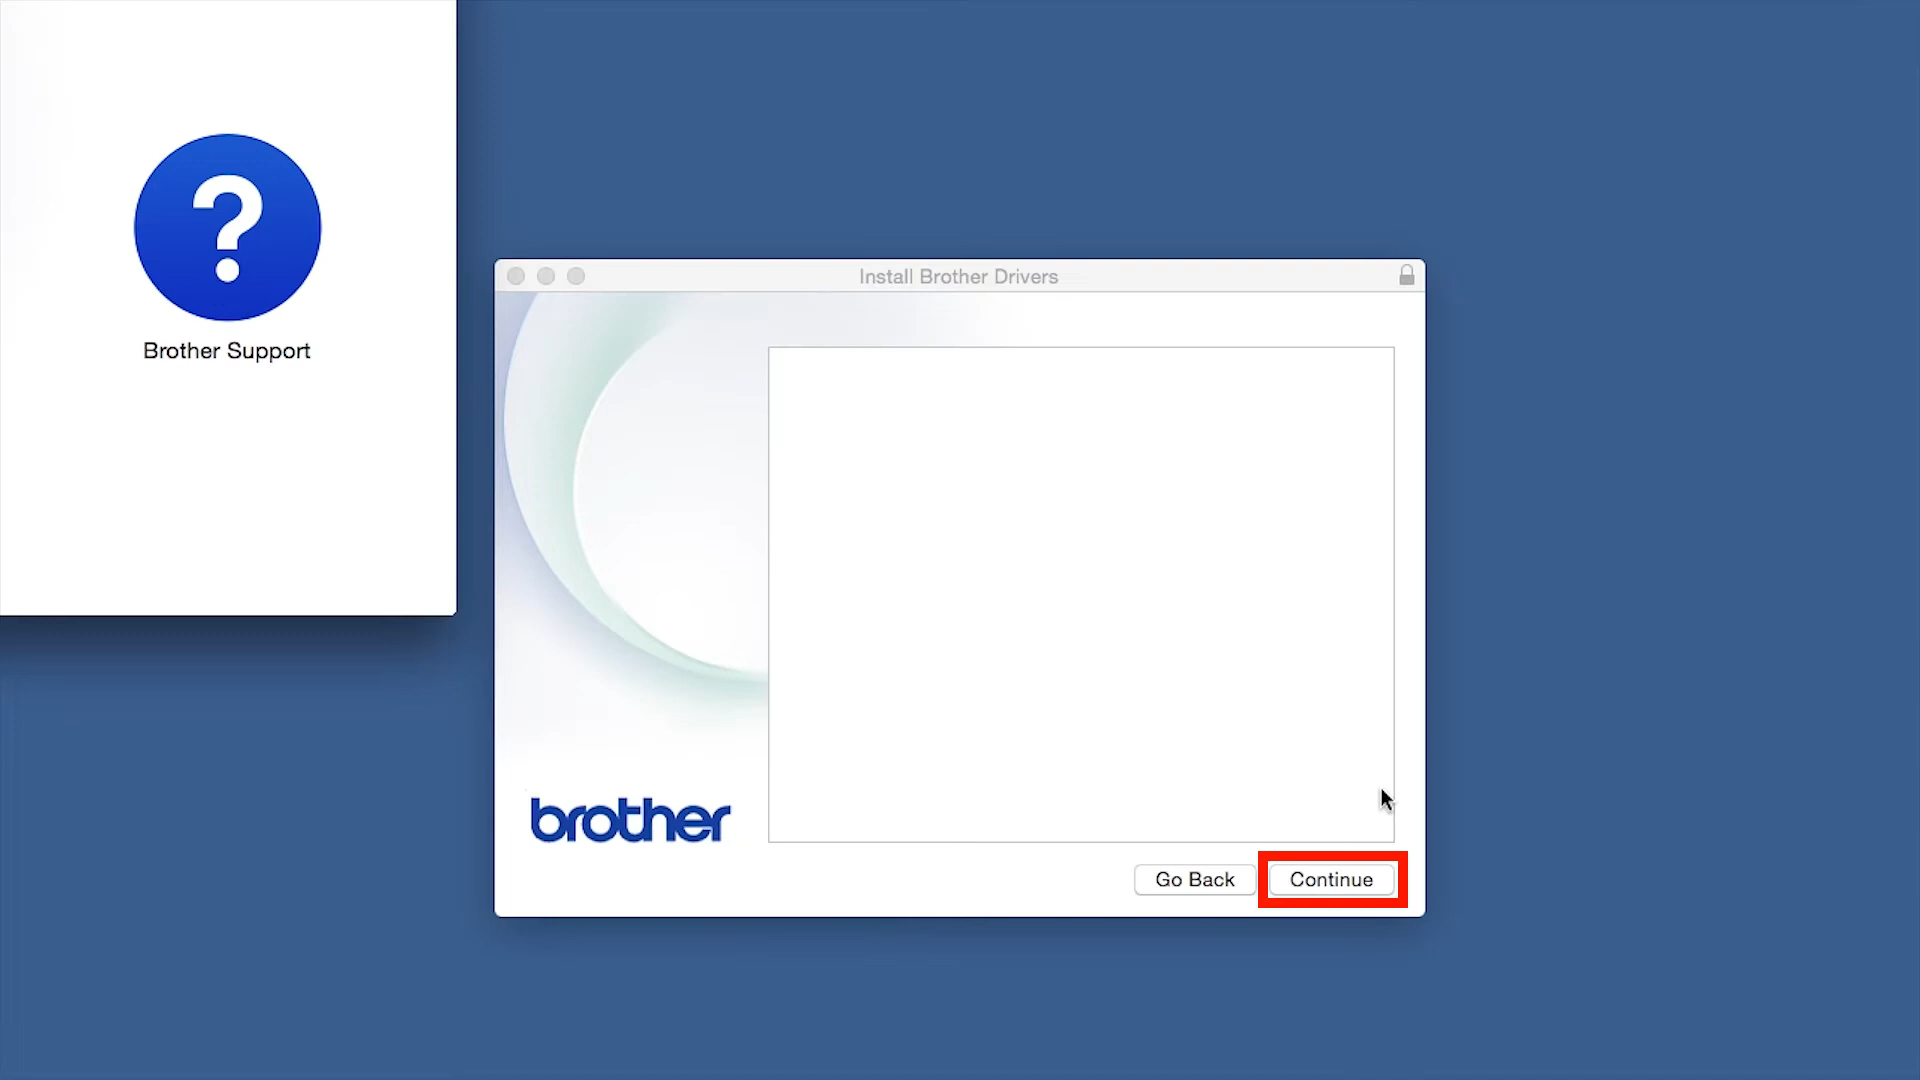 ?
Brother Support
Install Brother Drivers
brother
Go Back
Continue